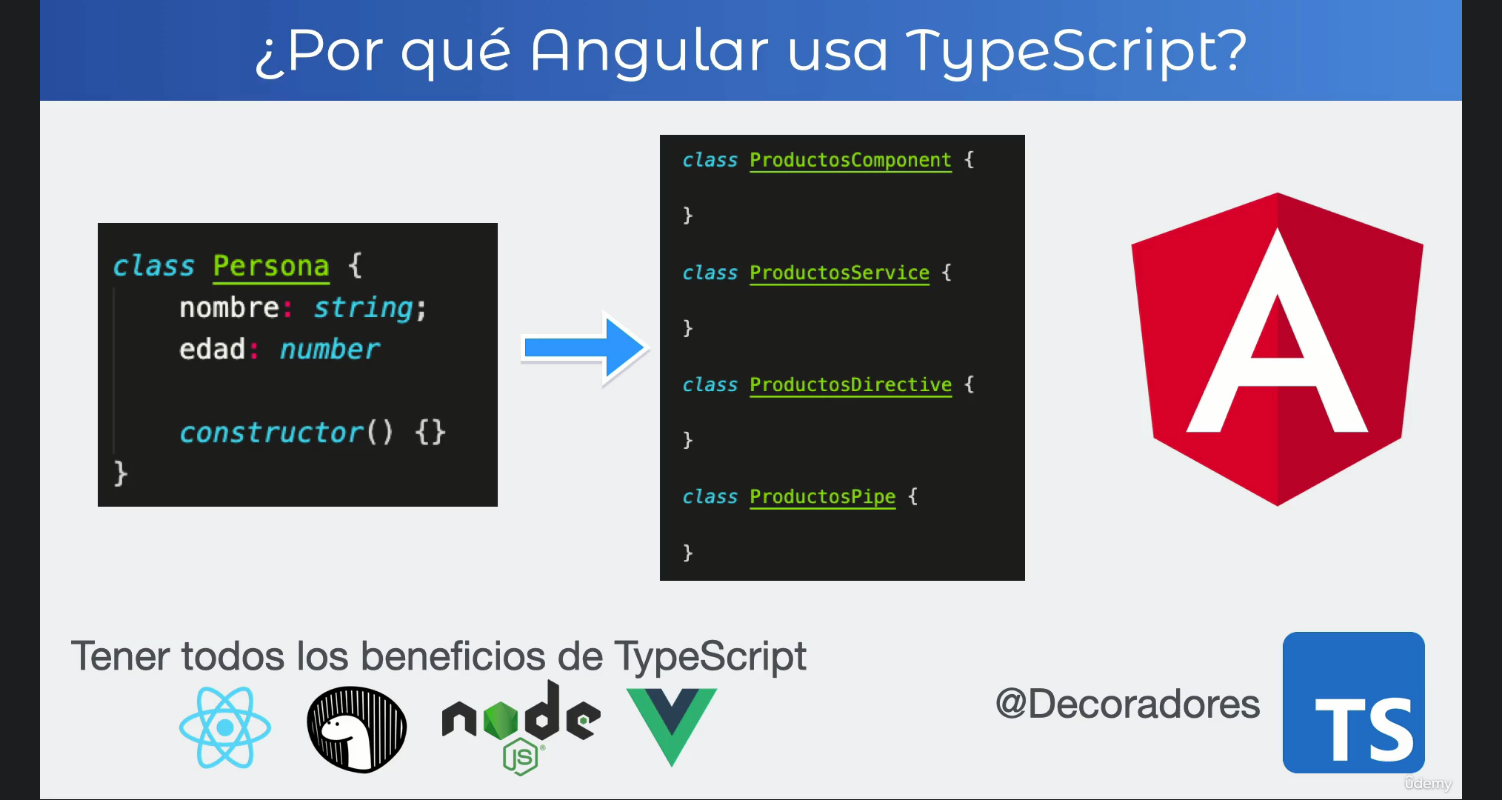 ¿Por qué Angular usa TypeScript?
class Persona {
nombre: string;
edad: number
constructor() {}
}
class ProductosComponent {
}
class ProductosService {
}
class ProductosDirective {
}
class ProductosPipe {
}
A
Tener todos los beneficios de TypeScript
node
JS
@Decoradores
TS
ûdemy